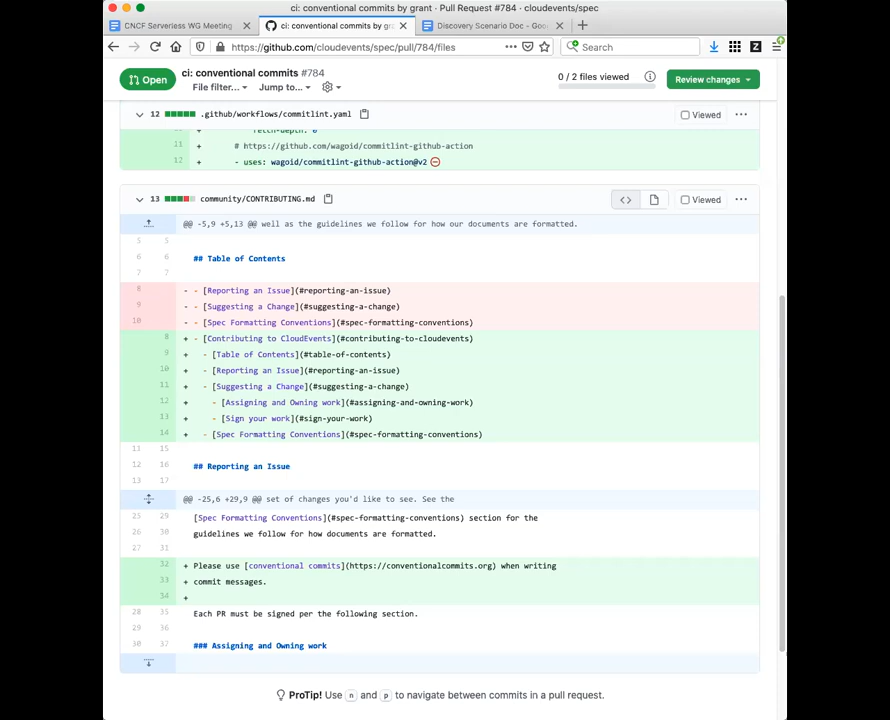 ci: conventional commits by grant · Pull Request #784 · cloudevents/spec
CNCF Serverless WG Meeting
ci: conventional commits by gr
Discovery Scenario Doc - Goo
https://github.com/cloudevents/spec/pull/784/files
Search
Open
ci: conventional commits #784
File filter...
Jump to...
0 / 2 files viewed
Review changes
12 .github/workflows/commitlint.yaml
Viewed
11 + # https://github.com/wagoid/commitlint-github-action
12 + - uses: wagoid/commitlint-github-action@v2
13 community/CONTRIBUTING.md
Viewed
@@ -5,9 +5,13 @@ well as the guidelines we follow for how our documents are formatted.
5 5
6 6 ## Table of Contents
7 7
8 - - [Reporting an Issue](#reporting-an-issue)
9 - - [Suggesting a Change](#suggesting-a-change)
10 - - [Spec Formatting Conventions](#spec-formatting-conventions)
8 + - [Contributing to CloudEvents](#contributing-to-cloudevents)
9 + - [Table of Contents](#table-of-contents)
10 + - [Reporting an Issue](#reporting-an-issue)
11 + - [Suggesting a Change](#suggesting-a-change)
12 + - [Assigning and Owning work](#assigning-and-owning-work)
13 + - [Sign your work](#sign-your-work)
14 + - [Spec Formatting Conventions](#spec-formatting-conventions)
11 15
12 16 ## Reporting an Issue
13 17
@@ -25,6 +29,9 @@ set of changes you'd like to see. See the
25 29 [Spec Formatting Conventions](#spec-formatting-conventions) section for the
26 30 guidelines we follow for how documents are formatted.
27 31
32 + Please use [conventional commits](https://conventionalcommits.org) when writing
33 + commit messages.
34 +
28 35 Each PR must be signed per the following section.
29 36
30 37 ### Assigning and Owning work
ProTip! Use n and p to navigate between commits in a pull request.